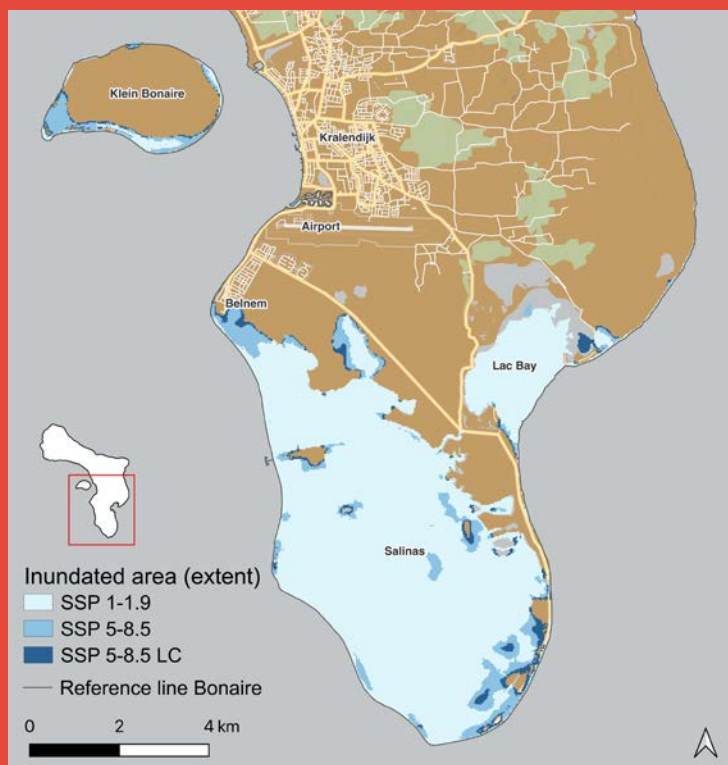 Klein Bonaire
Kralendijk
Airport
Belnem
Lac Bay
Salinas
Inundated area (extent)
SSP 1-1.9
SSP 5-8.5
SSP 5-8.5 LC
Reference line Bonaire
0 2 4 km